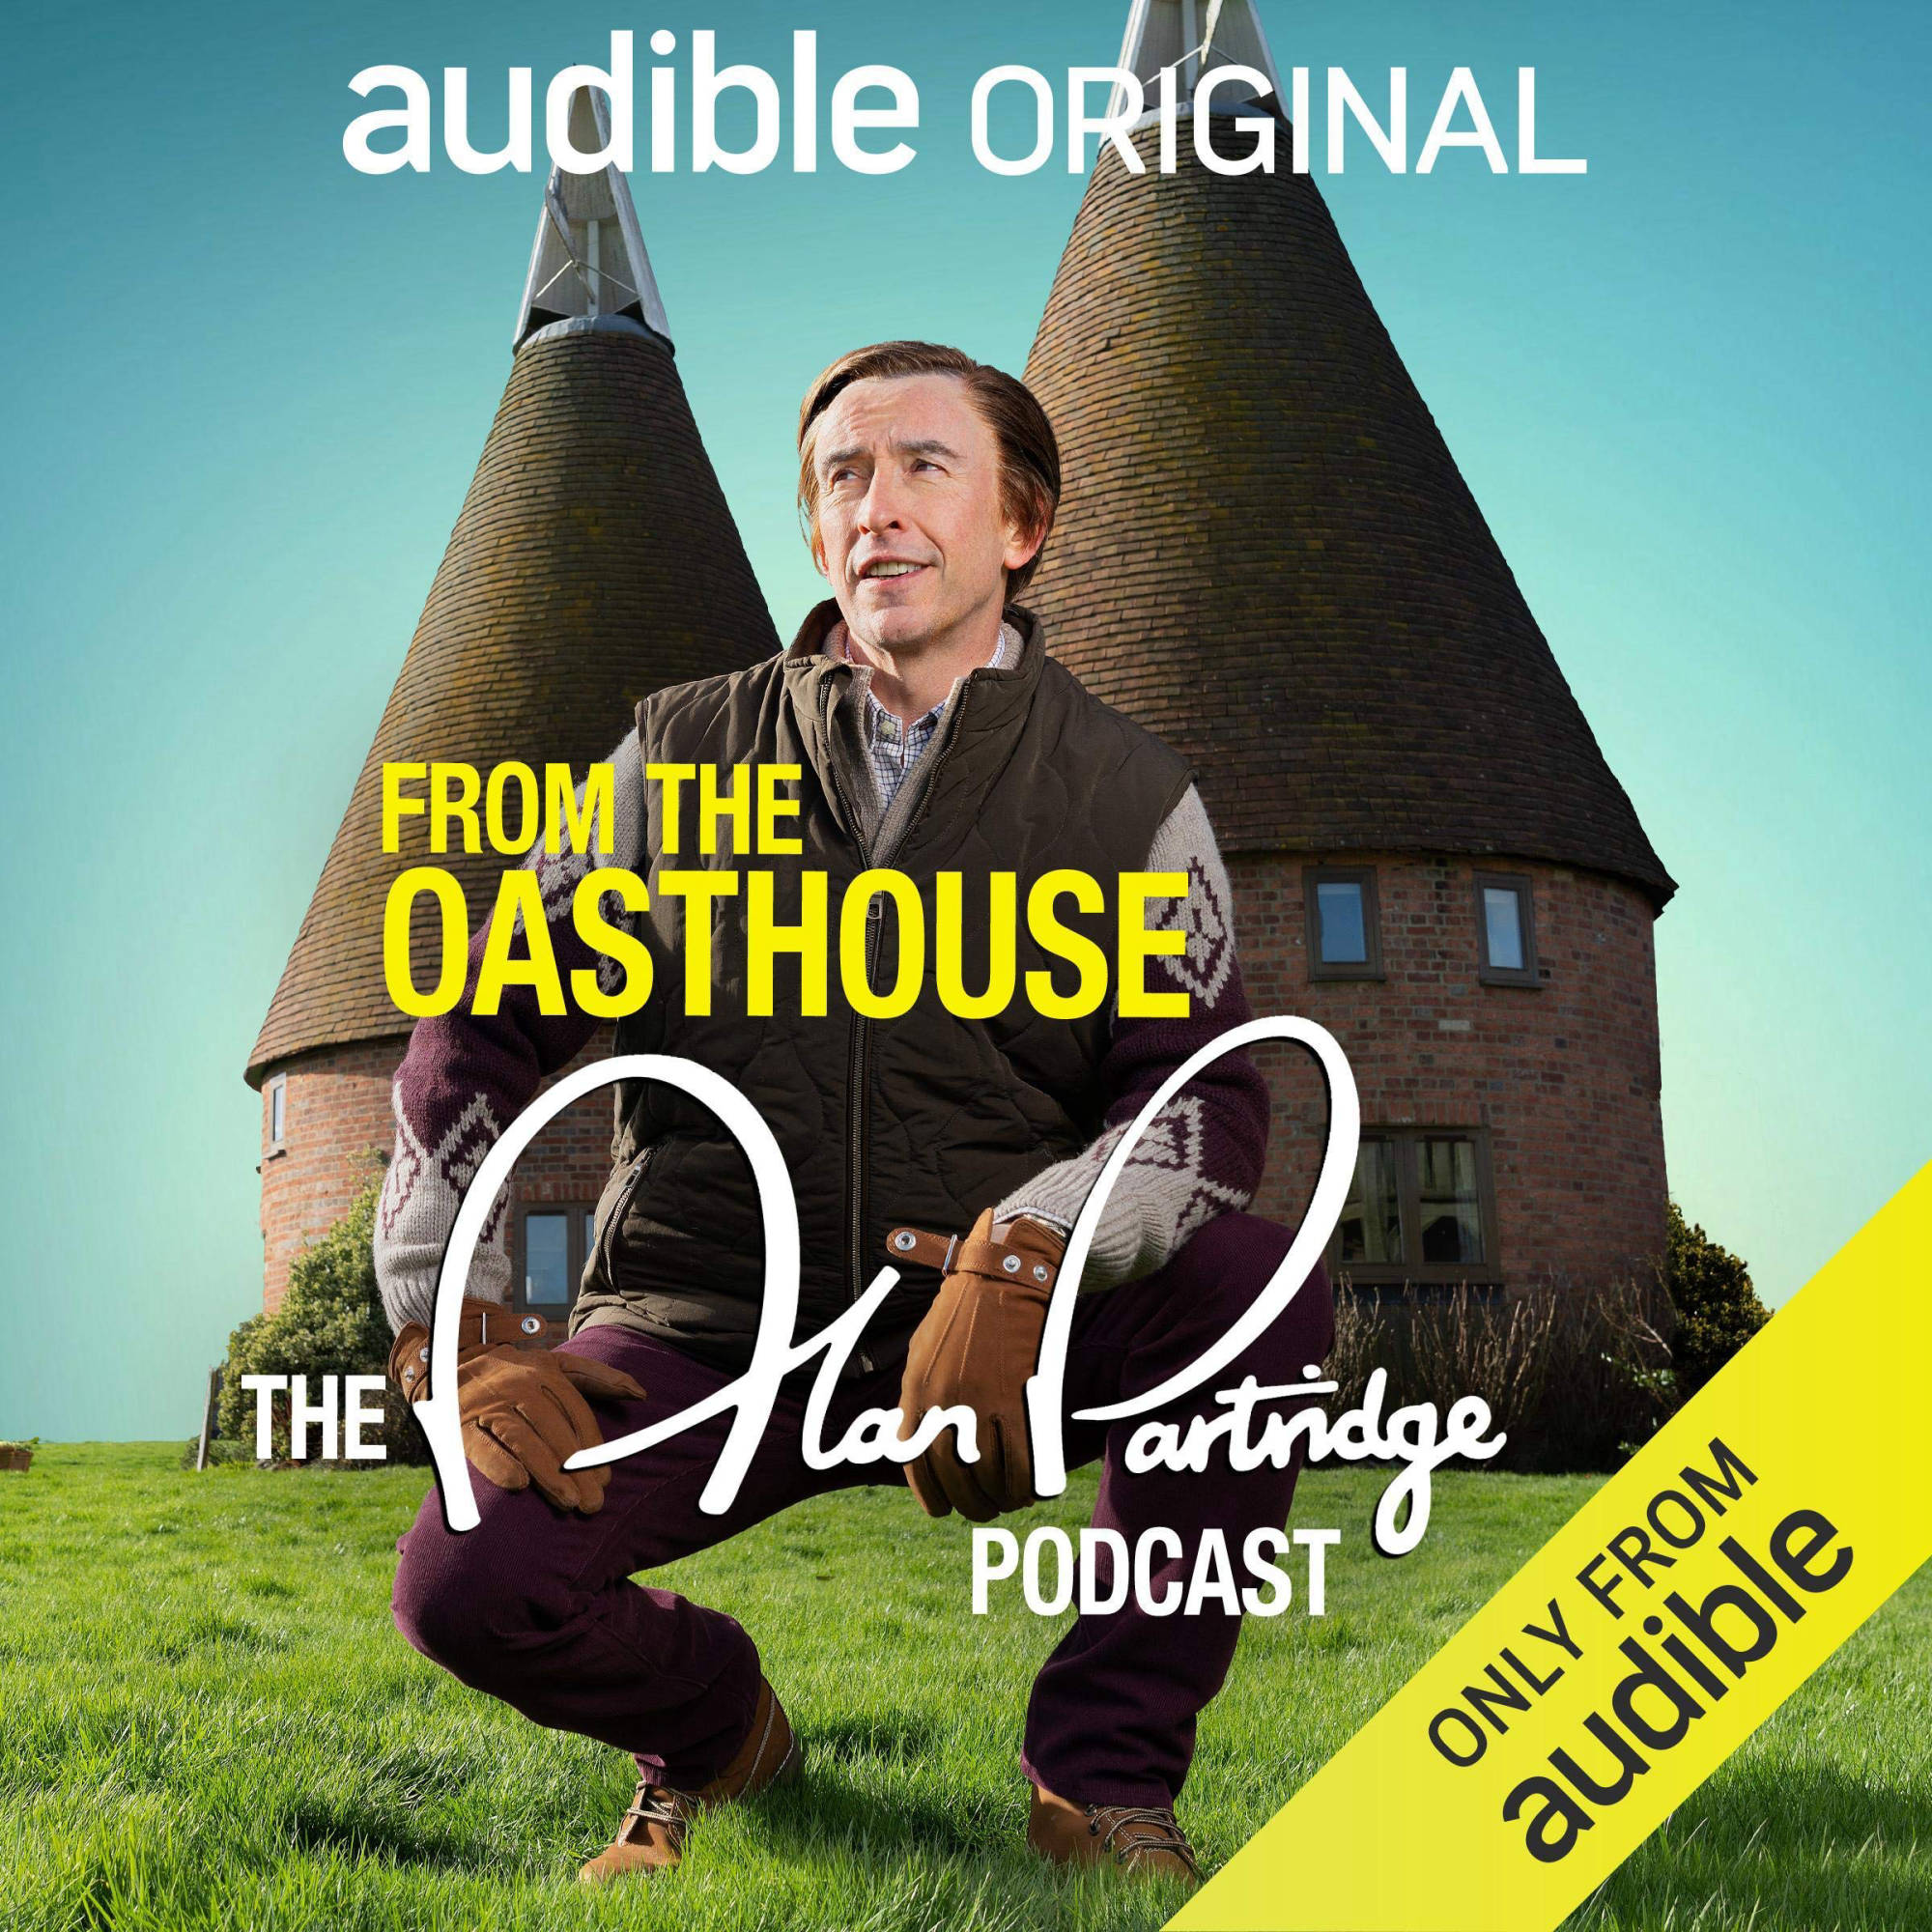 audible ORIGINAL
FROM THE
OASTHOUSE
THE Alan Partridge
PODCAST
ONLY FROM
audible